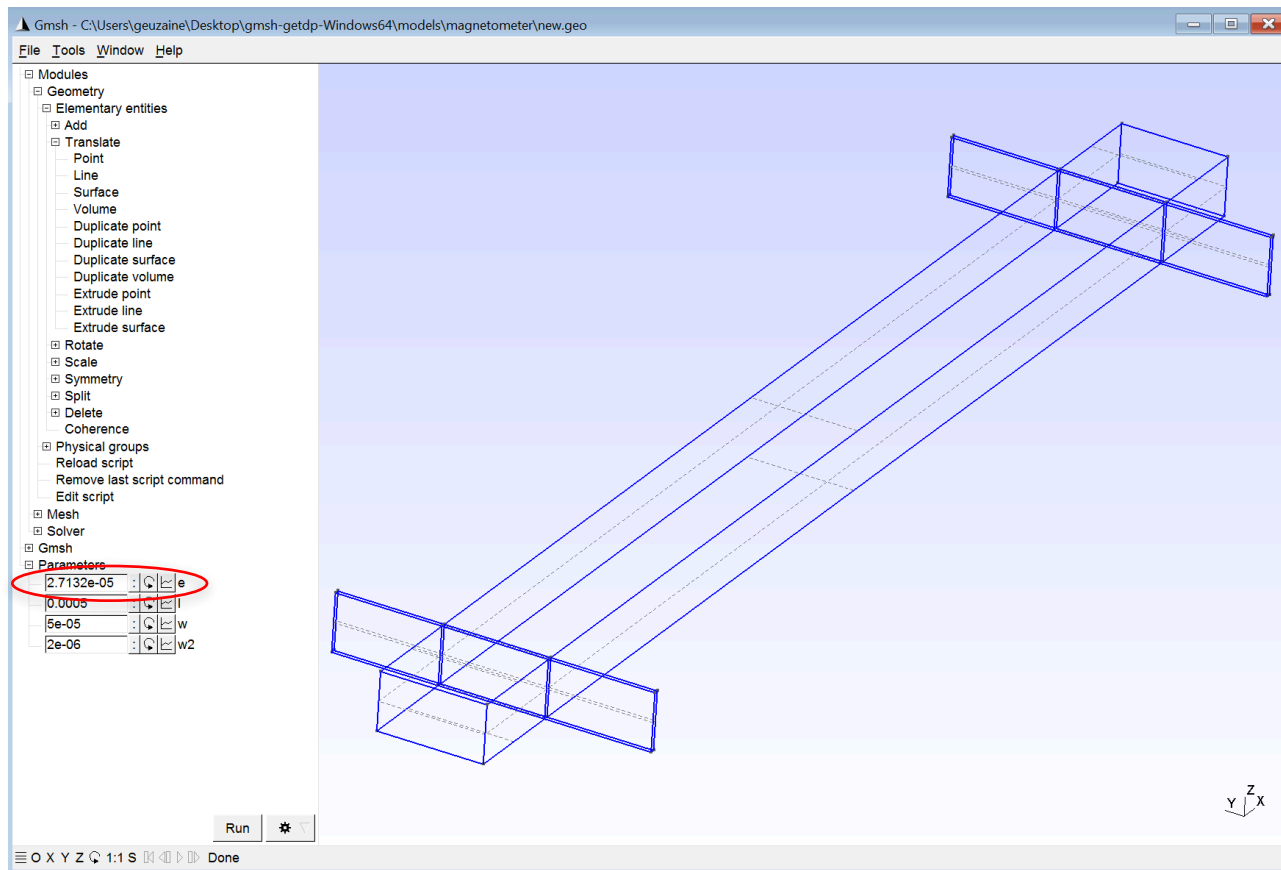 Gmsh - C:\Users\geuzaine\Desktop\gmsh-getdp-Windows64\models\magnetometer\new.geo
File Tools Window Help
Modules
Geometry
Elementary entities
Add
Translate
Point
Line
Surface
Volume
Duplicate point
Duplicate line
Duplicate surface
Duplicate volume
Extrude point
Extrude line
Extrude surface
Rotate
Scale
Symmetry
Split
Delete
Coherence
Physical groups
Reload script
Remove last script command
Edit script
Mesh
Solver
Gmsh
Parameters
2.7132e-05 : e
0.0005 : l
5e-05 : w
2e-06 : w2
Z
Y X
Run
O X Y Z 1:1 S Done